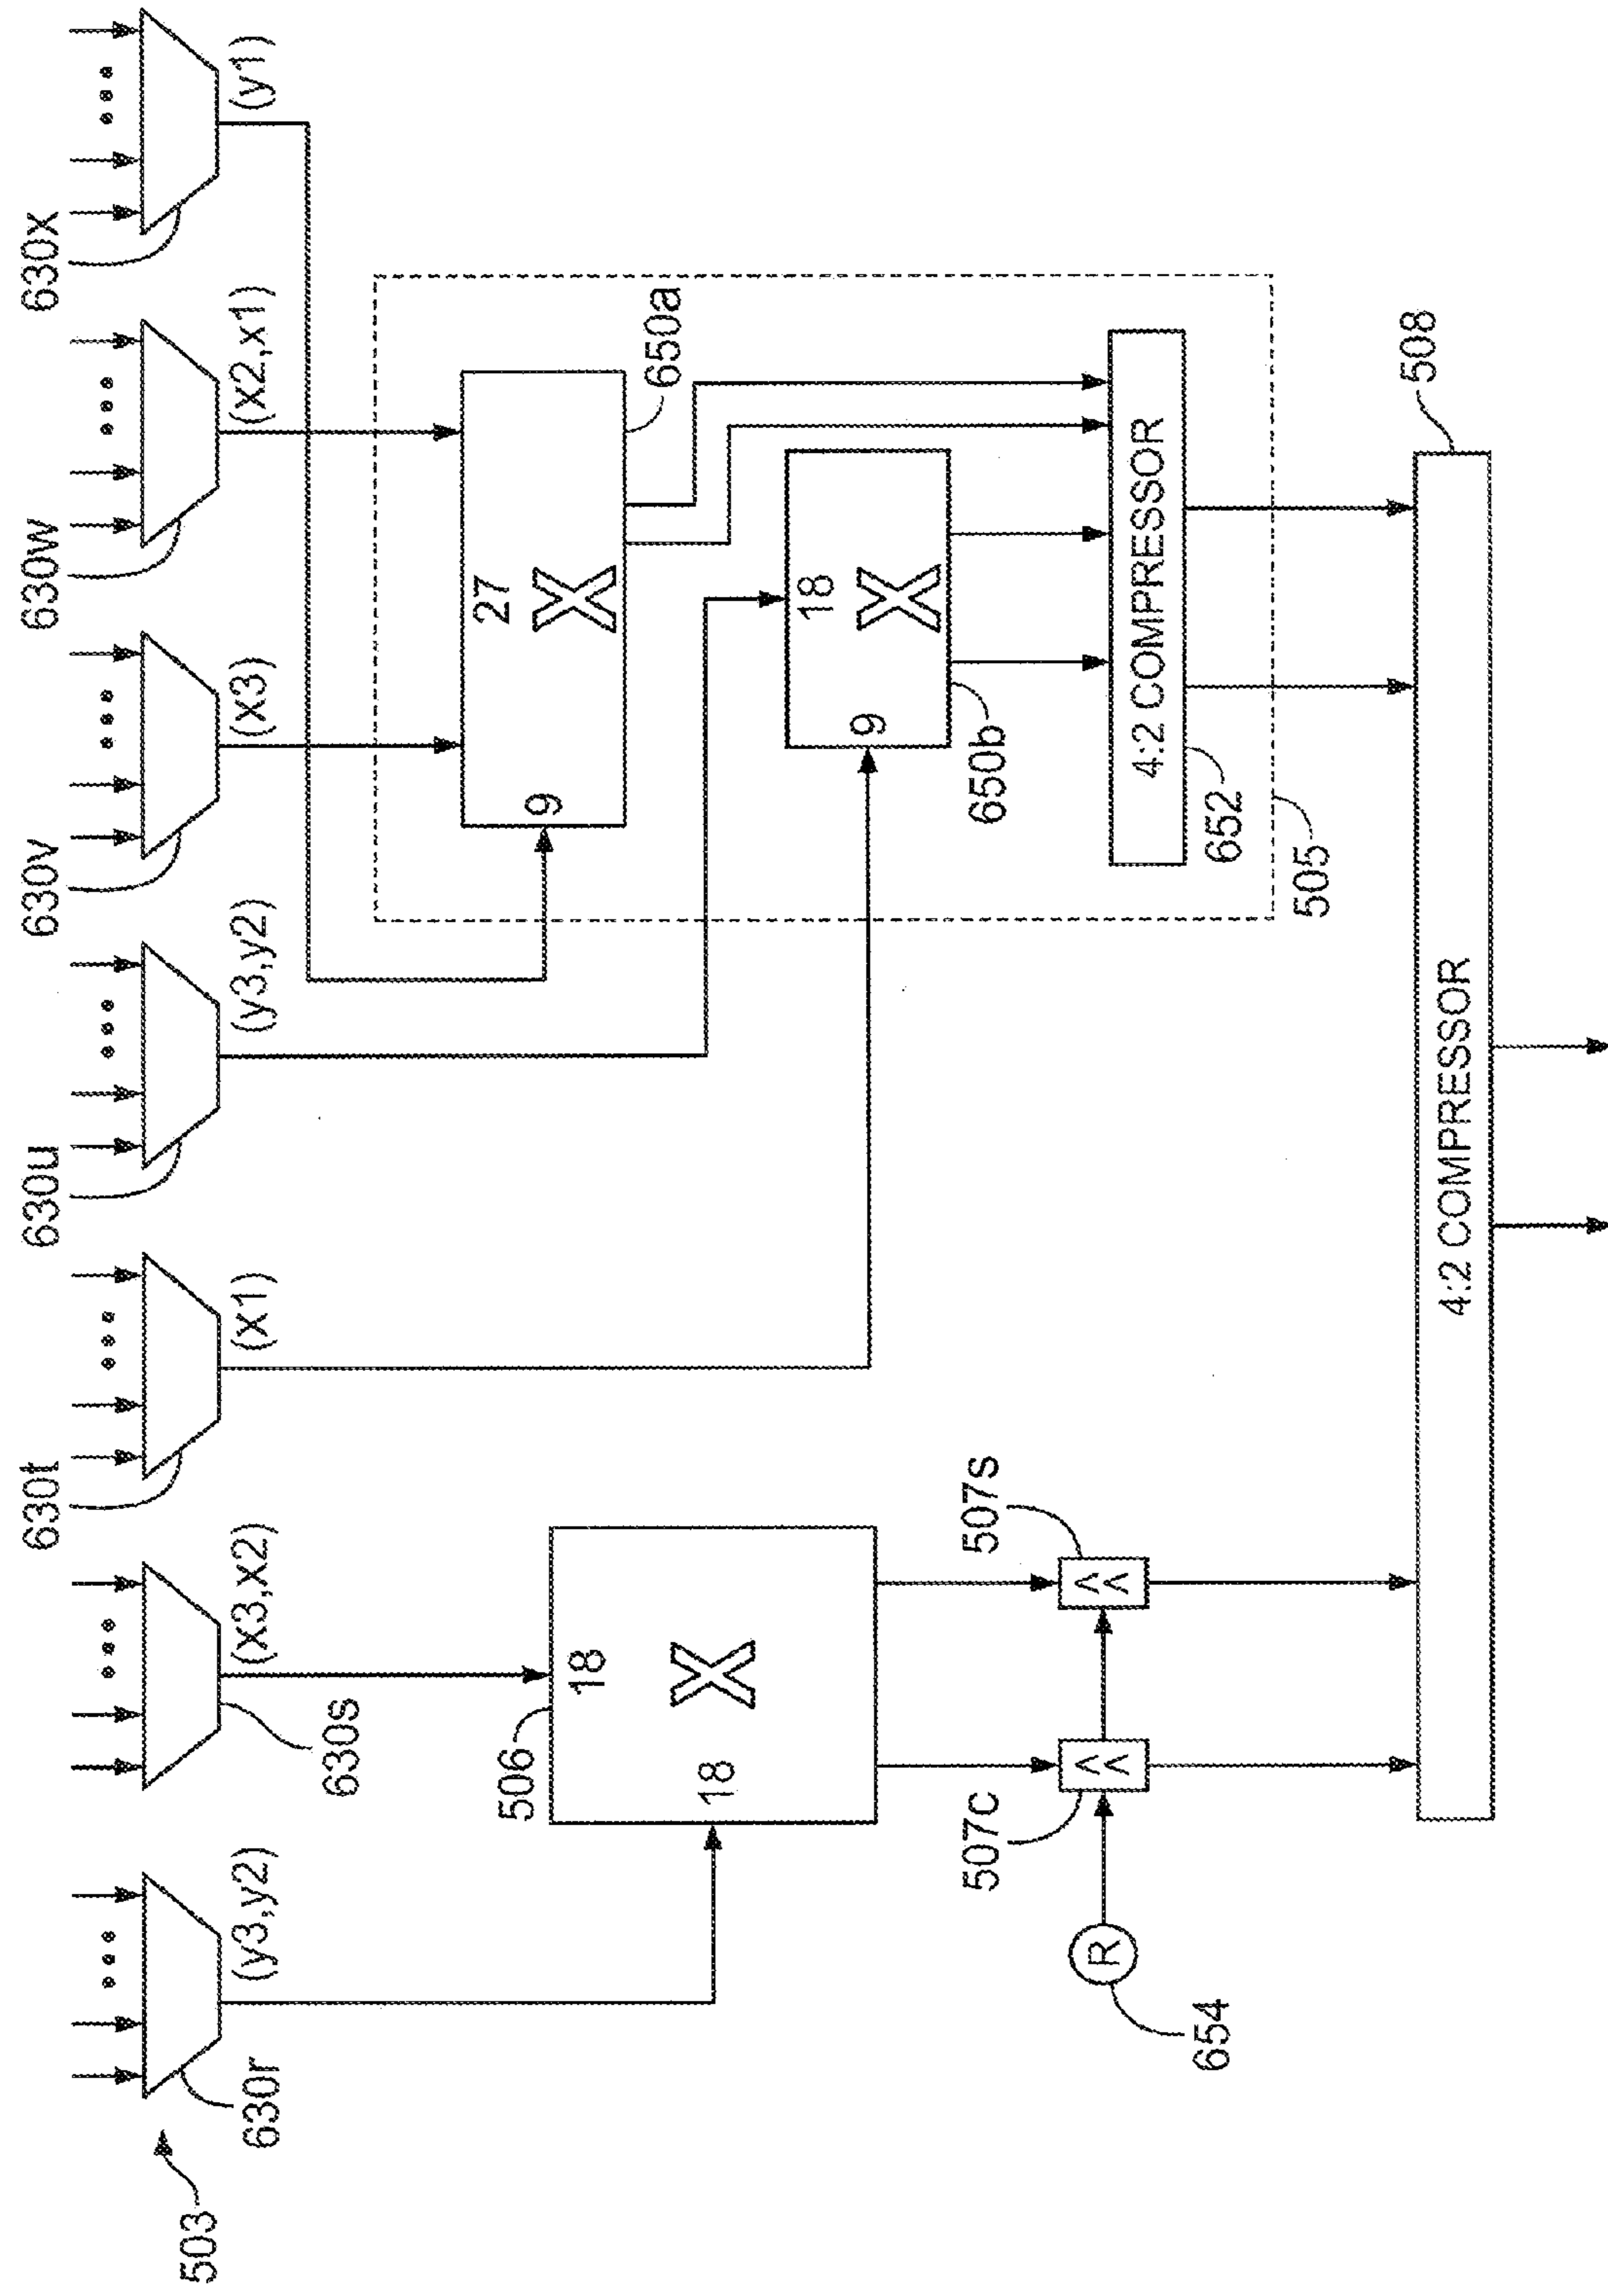 503
630r
630s
630t
630u
630v
630w
630x
(y3,y2)
(x3,x2)
(x1)
(y3,y2)
(x3)
(x2,x1)
(y1)
506
18
18
X
27
9
X
650a
18
9
X
650b
507c
<<
507s
<<
R
654
4:2 COMPRESSOR
652
505
4:2 COMPRESSOR
508